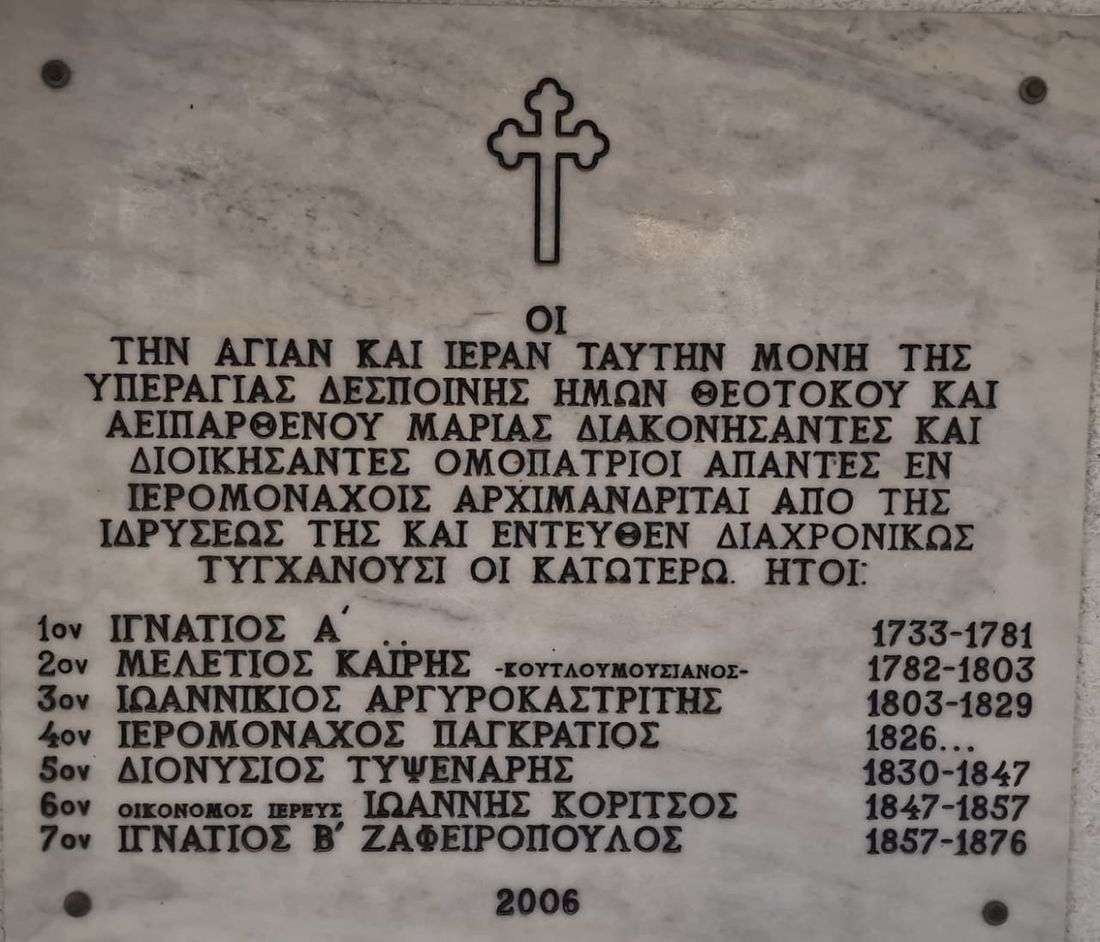 ΟΙ
ΤΗΝ ΑΓΙΑΝ ΚΑΙ ΙΕΡΑΝ ΤΑΥΤΗΝ ΜΟΝΗ ΤΗΣ
ΥΠΕΡΑΓΙΑΣ ΔΕΣΠΟΙΝΗΣ ΗΜΩΝ ΘΕΟΤΟΚΟΥ ΚΑΙ
ΑΕΙΠΑΡΘΕΝΟΥ ΜΑΡΙΑΣ ΔΙΑΚΟΝΗΣΑΝΤΕΣ ΚΑΙ
ΔΙΟΙΚΗΣΑΝΤΕΣ ΟΜΟΠΑΤΡΙΟΙ ΑΠΑΝΤΕΣ ΕΝ
ΙΕΡΟΜΟΝΑΧΟΙΣ ΑΡΧΙΜΑΝΔΡΙΤΑΙ ΑΠΟ ΤΗΣ
ΙΔΡΥΣΕΩΣ ΤΗΣ ΚΑΙ ΕΝΤΕΥΘΕΝ ΔΙΑΧΡΟΝΙΚΩΣ
ΤΥΓΧΑΝΟΥΣΙ ΟΙ ΚΑΤΩΤΕΡΩ. ΗΤΟΙ:
1ον ΙΓΝΑΤΙΟΣ Α΄ 1733-1781
2ον ΜΕΛΕΤΙΟΣ ΚΑΪΡΗΣ -ΚΟΥΤΛΟΥΜΟΥΣΙΑΝΟΣ- 1782-1803
3ον ΙΩΑΝΝΙΚΙΟΣ ΑΡΓΥΡΟΚΑΣΤΡΙΤΗΣ 1803-1829
4ον ΙΕΡΟΜΟΝΑΧΟΣ ΠΑΓΚΡΑΤΙΟΣ 1826...
5ον ΔΙΟΝΥΣΙΟΣ ΤΥΨΕΝΑΡΗΣ 1830-1847
6ον ΟΙΚΟΝΟΜΟΣ ΙΕΡΕΥΣ ΙΩΑΝΝΗΣ ΚΟΡΙΤΣΟΣ 1847-1857
7ον ΙΓΝΑΤΙΟΣ Β΄ ΖΑΦΕΙΡΟΠΟΥΛΟΣ 1857-1876
2006